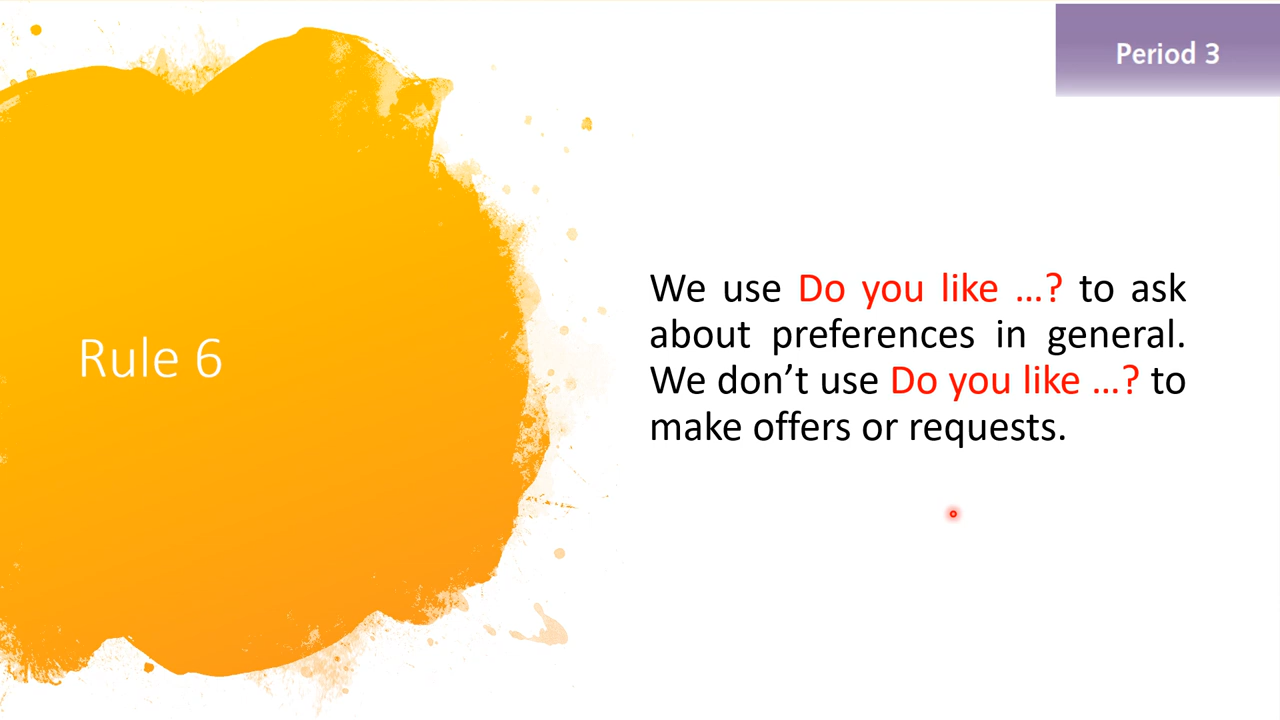 Period 3
Rule 6
We use Do you like …? to ask
about preferences in general.
We don’t use Do you like …? to
make offers or requests.